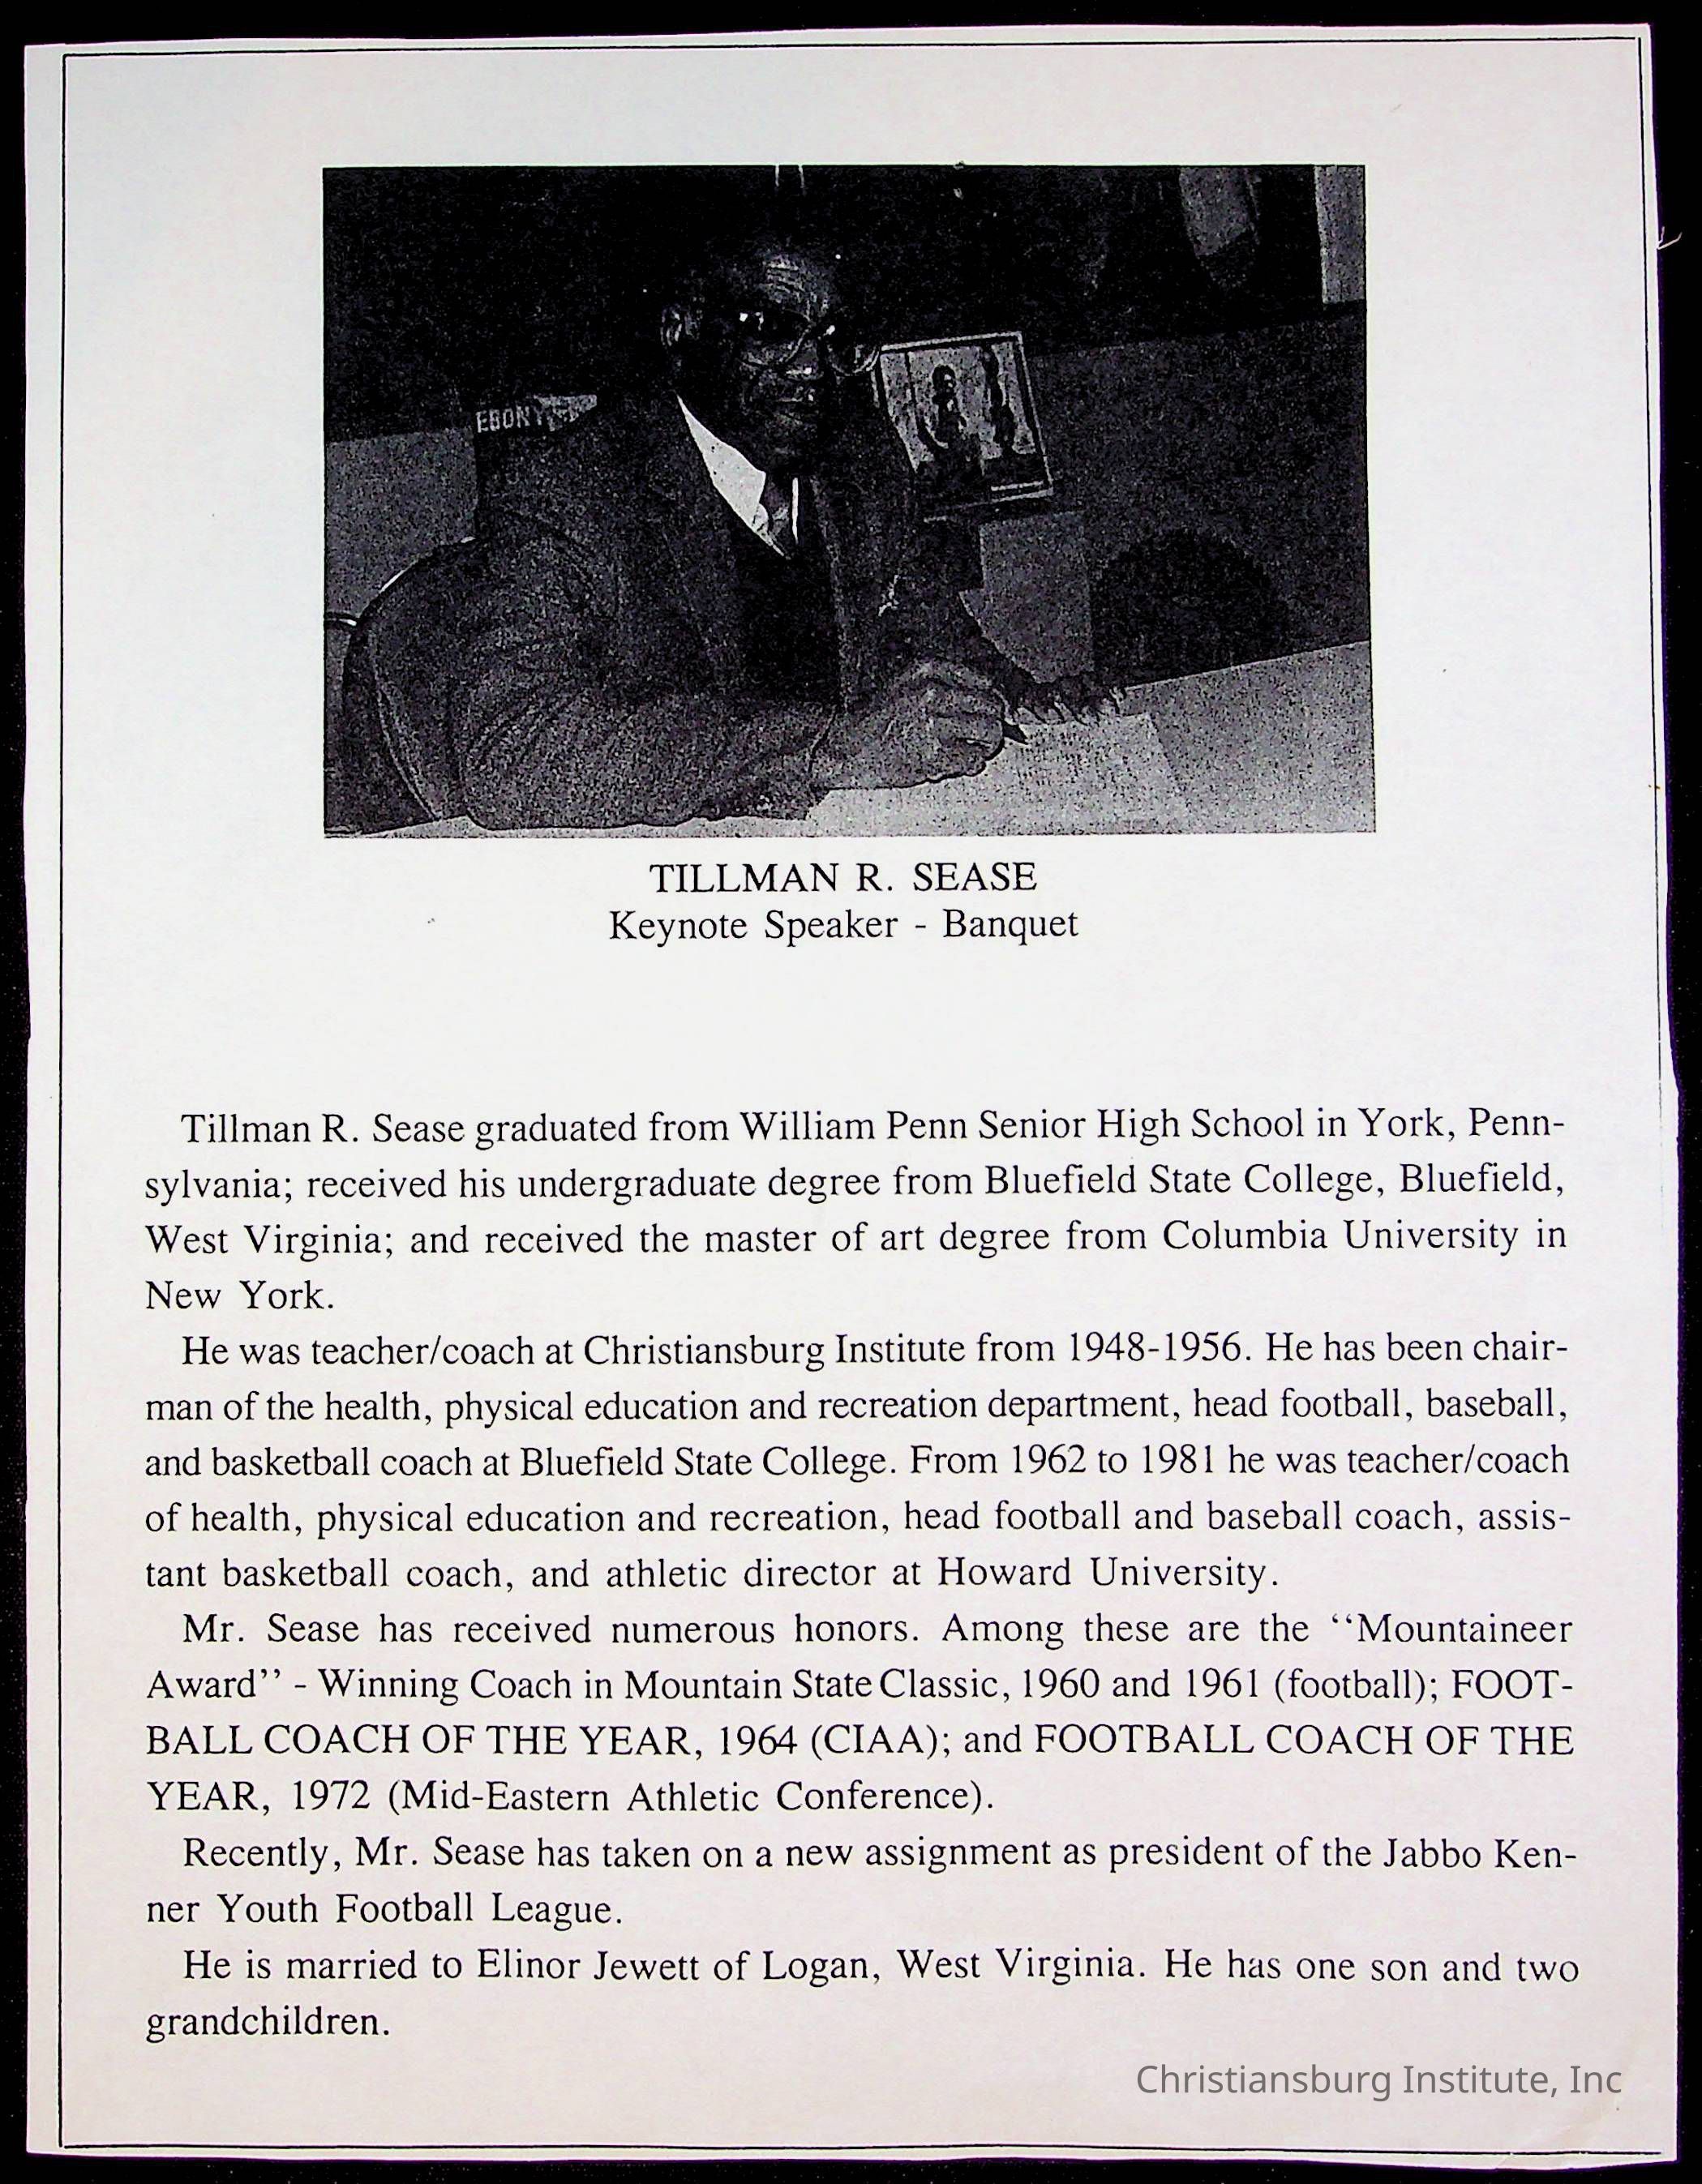 EBONY
TILLMAN R. SEASE
Keynote Speaker - Banquet
Tillman R. Sease graduated from William Penn Senior High School in York, Penn-
sylvania; received his undergraduate degree from Bluefield State College, Bluefield,
West Virginia; and received the master of art degree from Columbia University in
New York.
He was teacher/coach at Christiansburg Institute from 1948-1956. He has been chair-
man of the health, physical education and recreation department, head football, baseball,
and basketball coach at Bluefield State College. From 1962 to 1981 he was teacher/coach
of health, physical education and recreation, head football and baseball coach, assis-
tant basketball coach, and athletic director at Howard University.
Mr. Sease has received numerous honors. Among these are the ‘‘Mountaineer
Award’’ - Winning Coach in Mountain State Classic, 1960 and 1961 (football); FOOT-
BALL COACH OF THE YEAR, 1964 (CIAA); and FOOTBALL COACH OF THE
YEAR, 1972 (Mid-Eastern Athletic Conference).
Recently, Mr. Sease has taken on a new assignment as president of the Jabbo Ken-
ner Youth Football League.
He is married to Elinor Jewett of Logan, West Virginia. He has one son and two
grandchildren.
Christiansburg Institute, Inc